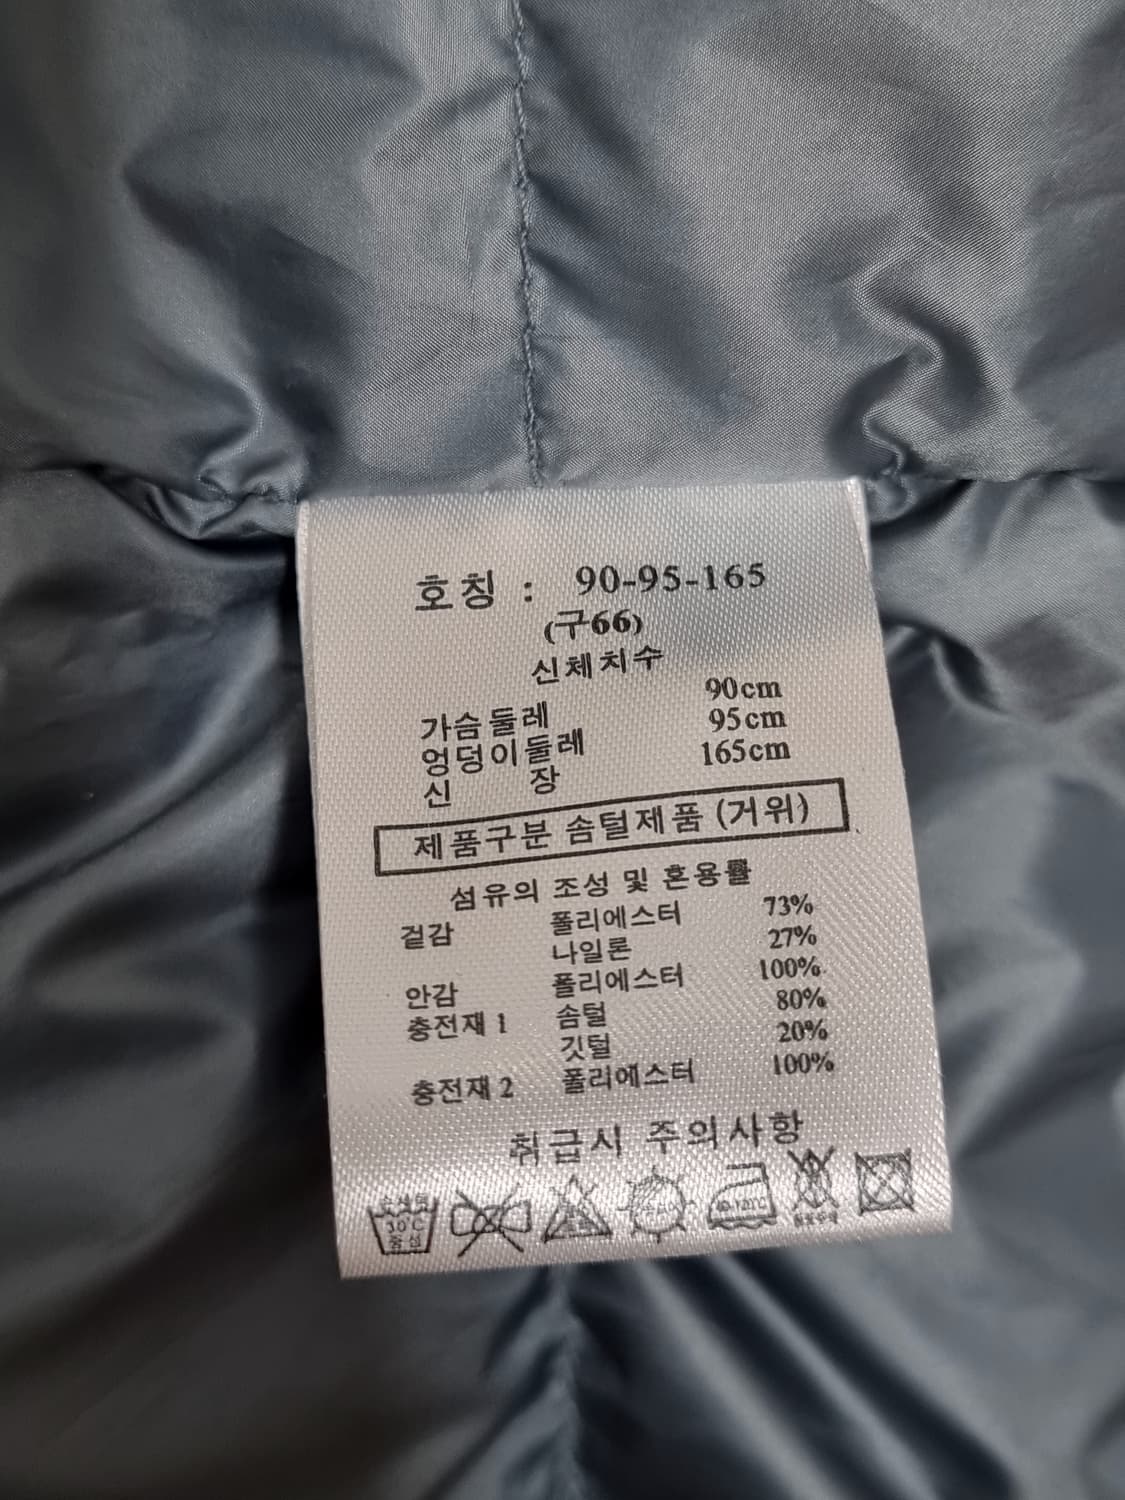 호칭 : 90-95-165
(구66)
신체치수
가슴둘레 90cm
엉덩이둘레 95cm
신 장 165cm
제품구분 솜털제품 (거위)
섬유의 조성 및 혼용률
겉감 폴리에스터 73%
나일론 27%
안감 폴리에스터 100%
충전재 1 솜털 80%
깃털 20%
충전재 2 폴리에스터 100%
취급시 주의사항
손세탁
30°C
중성